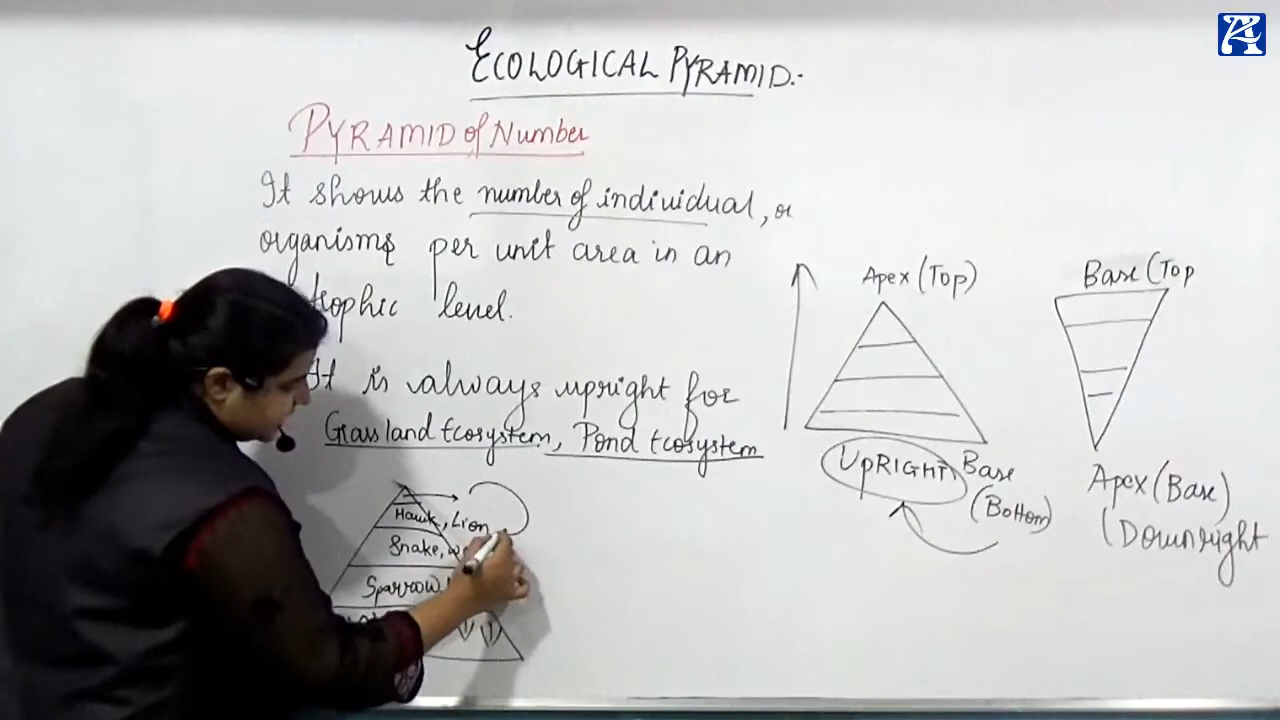 ECOLOGICAL PYRAMID:-
PYRAMID of Number
It shows the number of individual, or
organisms per unit area in an
trophic level.
It is always upright for
Grassland Ecosystem, Pond Ecosystem
Hawk, Lion
Snake,
Sparrow
Apex (Top)
UPRIGHT
Base
(Bottom)
Base (Top
Apex (Base)
(Downright